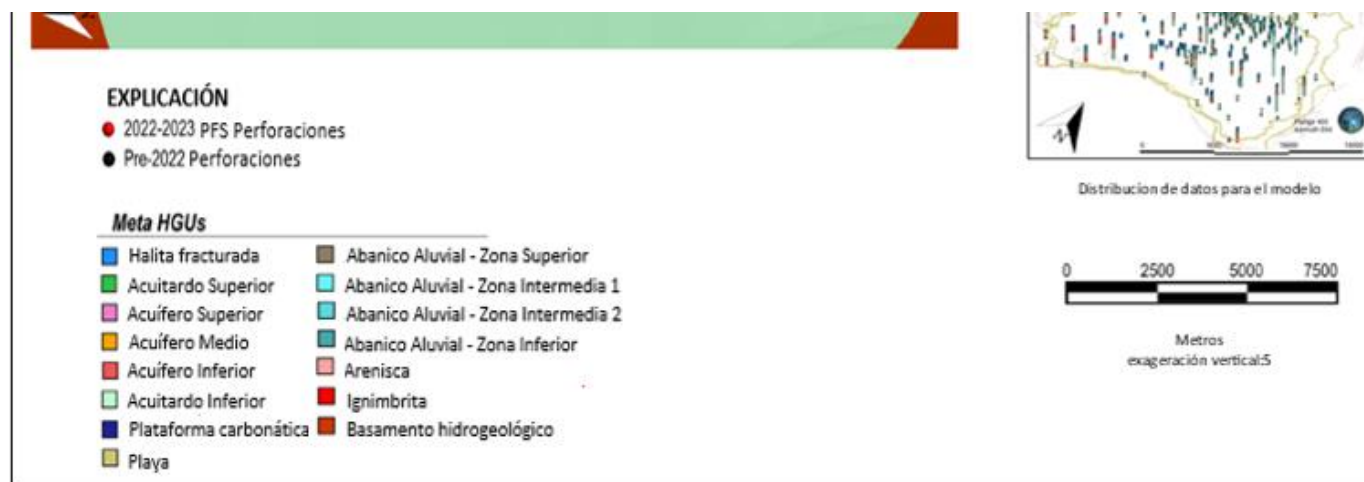 EXPLICACIÓN
2022-2023 PFS Perforaciones
Pre-2022 Perforaciones
Meta HGUs
Halita fracturada
Acuitardo Superior
Acuífero Superior
Acuífero Medio
Acuífero Inferior
Acuitardo Inferior
Plataforma carbonática
Playa
Abanico Aluvial - Zona Superior
Abanico Aluvial - Zona Intermedia 1
Abanico Aluvial - Zona Intermedia 2
Abanico Aluvial - Zona Inferior
Arenisca
Ignimbrita
Basamento hidrogeológico
N
0
Distribucion de datos para el modelo
0 2500 5000 7500
Metros
exageración vertical:5